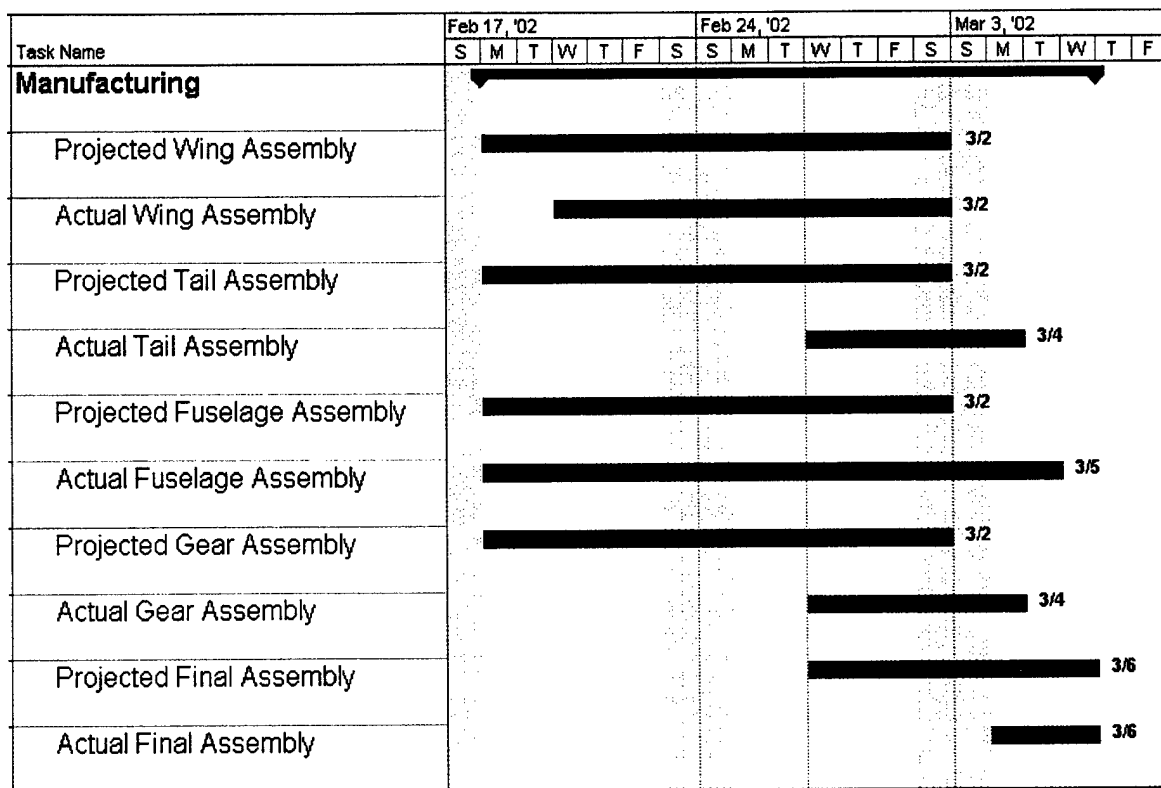 Feb 17, '02 Feb 24, '02 Mar 3, '02
Task Name S M T W T F S S M T W T F S S M T W T F
Manufacturing
Projected Wing Assembly 3/2
Actual Wing Assembly 3/2
Projected Tail Assembly 3/2
Actual Tail Assembly 3/4
Projected Fuselage Assembly 3/2
Actual Fuselage Assembly 3/5
Projected Gear Assembly 3/2
Actual Gear Assembly 3/4
Projected Final Assembly 3/6
Actual Final Assembly 3/6